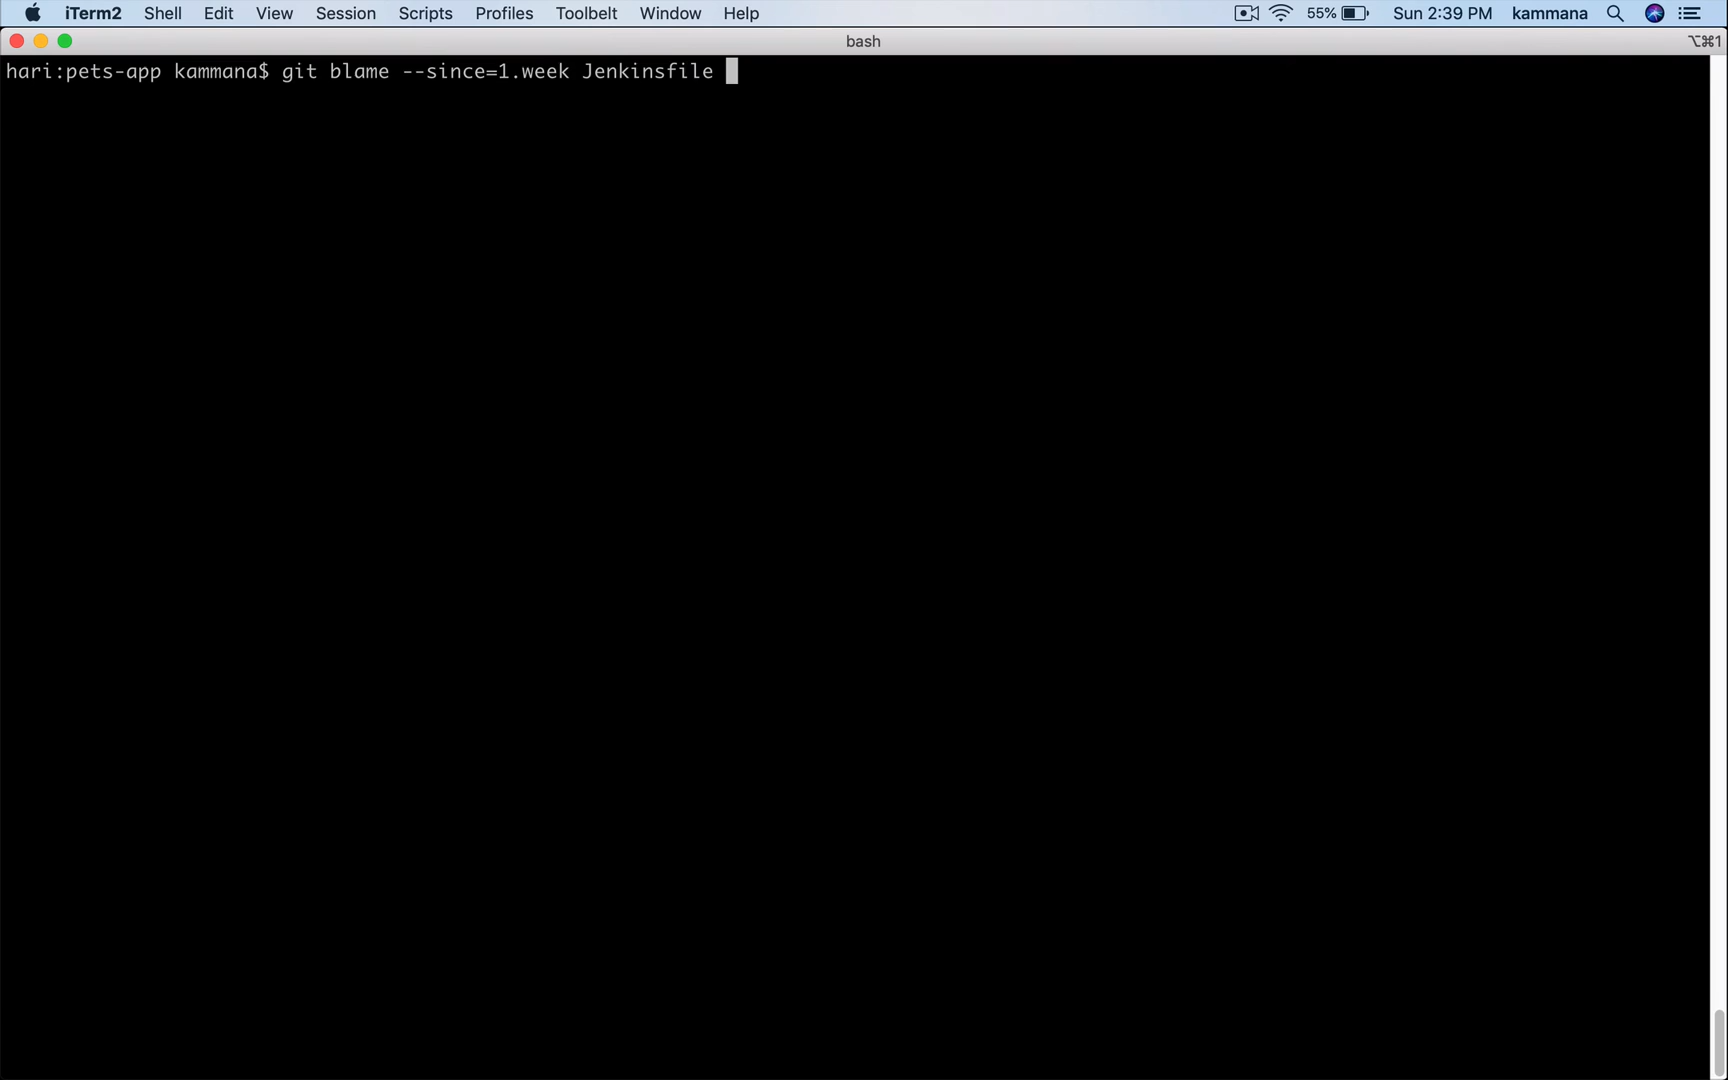 iTerm2 Shell Edit View Session Scripts Profiles Toolbelt Window Help 55% Sun 2:39 PM kammana
bash ⌥⌘1
hari:pets-app kammana$ git blame --since=1.week Jenkinsfile